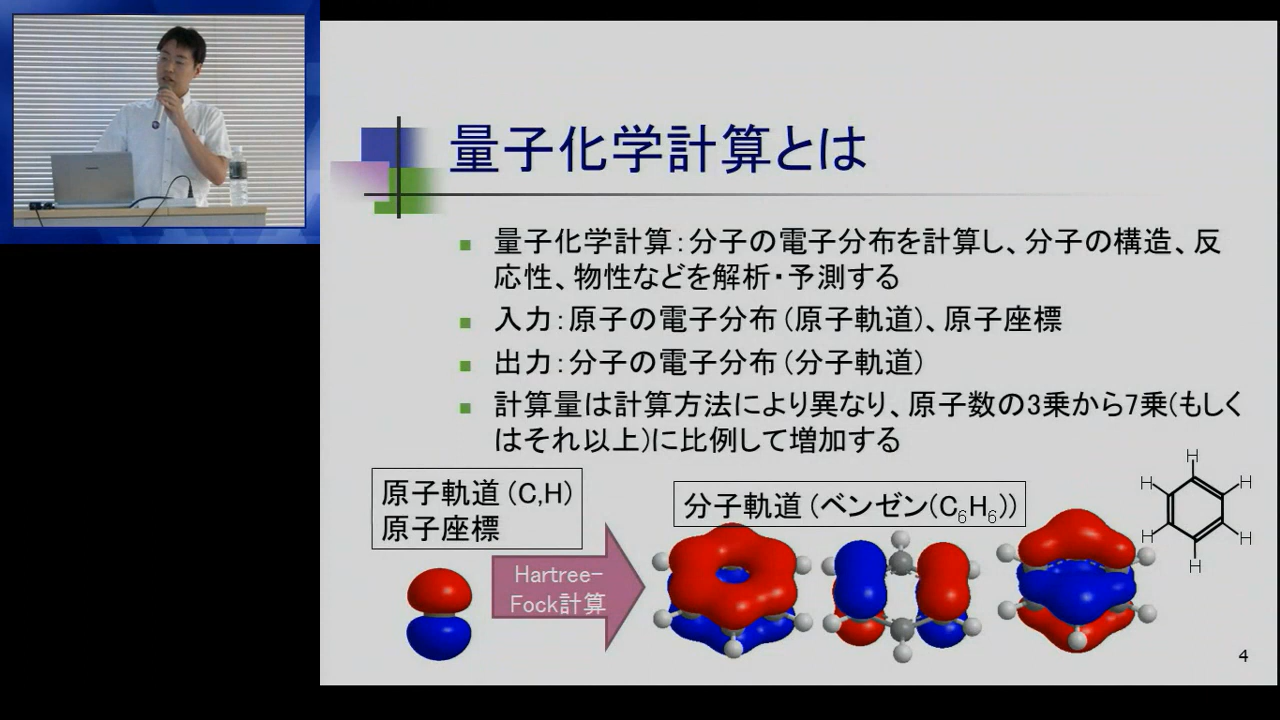 量子化学計算とは
量子化学計算：分子の電子分布を計算し、分子の構造、反
応性、物性などを解析・予測する
入力：原子の電子分布（原子軌道）、原子座標
出力：分子の電子分布（分子軌道）
計算量は計算方法により異なり、原子数の3乗から7乗(もしく
はそれ以上)に比例して増加する
原子軌道（C,H）
原子座標
Hartree-
Fock計算
分子軌道（ベンゼン(C6H6)）
H
H H
H H
H
4